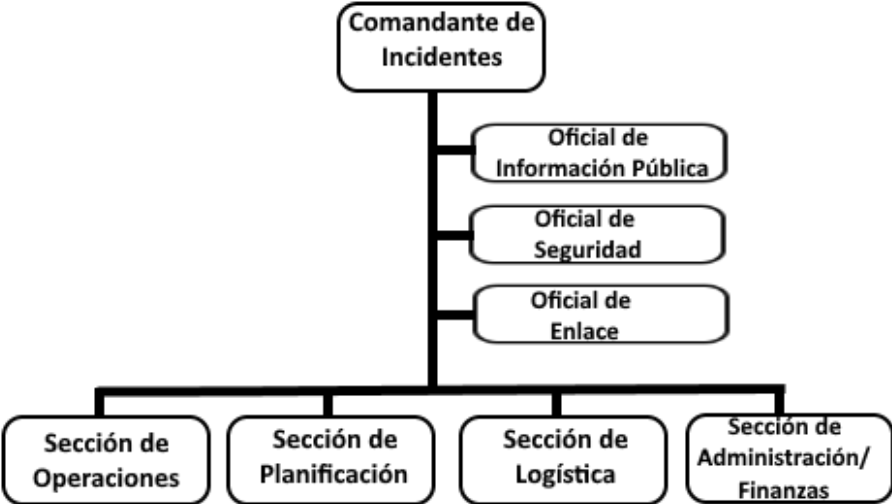 Comandante de
Incidentes
Oficial de
Información Pública
Oficial de
Seguridad
Oficial de
Enlace
Sección de
Operaciones
Sección de
Planificación
Sección de
Logística
Sección de
Administración/
Finanzas